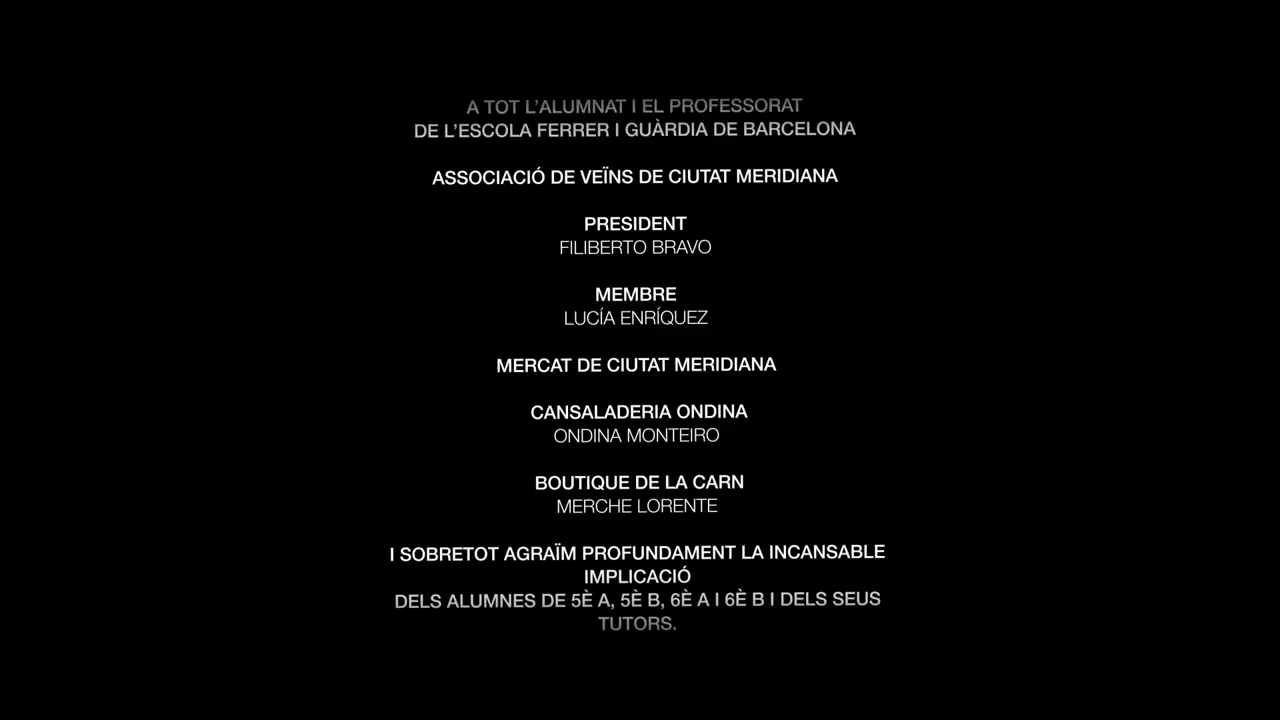 A TOT L'ALUMNAT I EL PROFESSORAT
DE L'ESCOLA FERRER I GUÀRDIA DE BARCELONA
ASSOCIACIÓ DE VEÏNS DE CIUTAT MERIDIANA
PRESIDENT
FILIBERTO BRAVO
MEMBRE
LUCÍA ENRÍQUEZ
MERCAT DE CIUTAT MERIDIANA
CANSALADERIA ONDINA
ONDINA MONTEIRO
BOUTIQUE DE LA CARN
MERCHE LORENTE
I SOBRETOT AGRAÏM PROFUNDAMENT LA INCANSABLE
IMPLICACIÓ
DELS ALUMNES DE 5È A, 5È B, 6È A I 6È B I DELS SEUS
TUTORS.